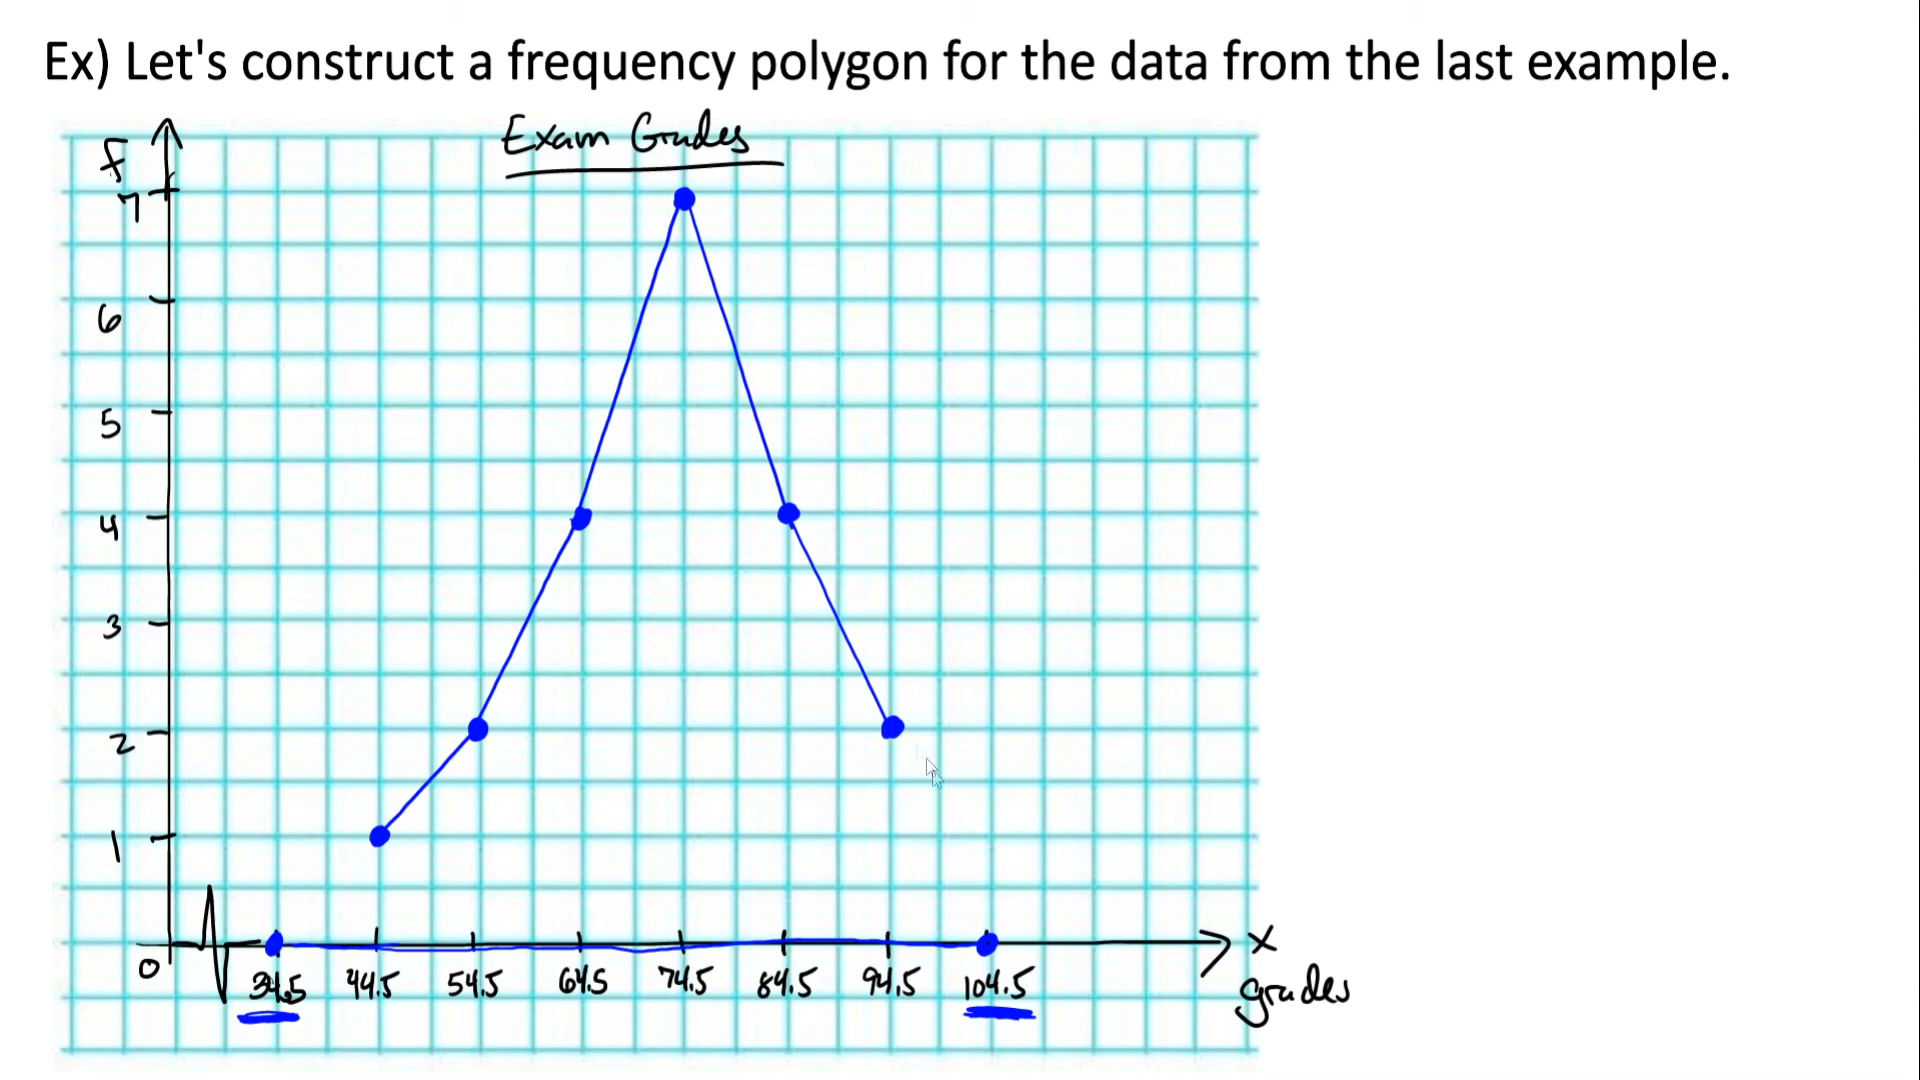 Ex) Let's construct a frequency polygon for the data from the last example.
Exam Grades
f
7
6
5
4
3
2
1
0
34.5 44.5 54.5 64.5 74.5 84.5 94.5 104.5
x
grades